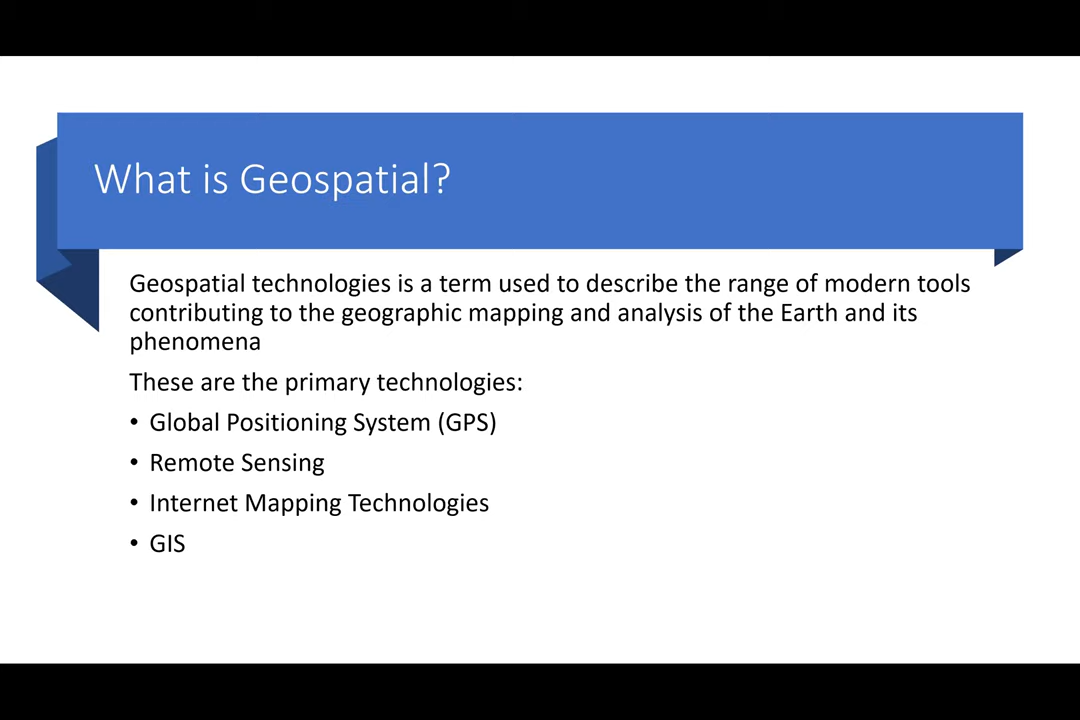 What is Geospatial?
Geospatial technologies is a term used to describe the range of modern tools
contributing to the geographic mapping and analysis of the Earth and its
phenomena
These are the primary technologies:
• Global Positioning System (GPS)
• Remote Sensing
• Internet Mapping Technologies
• GIS